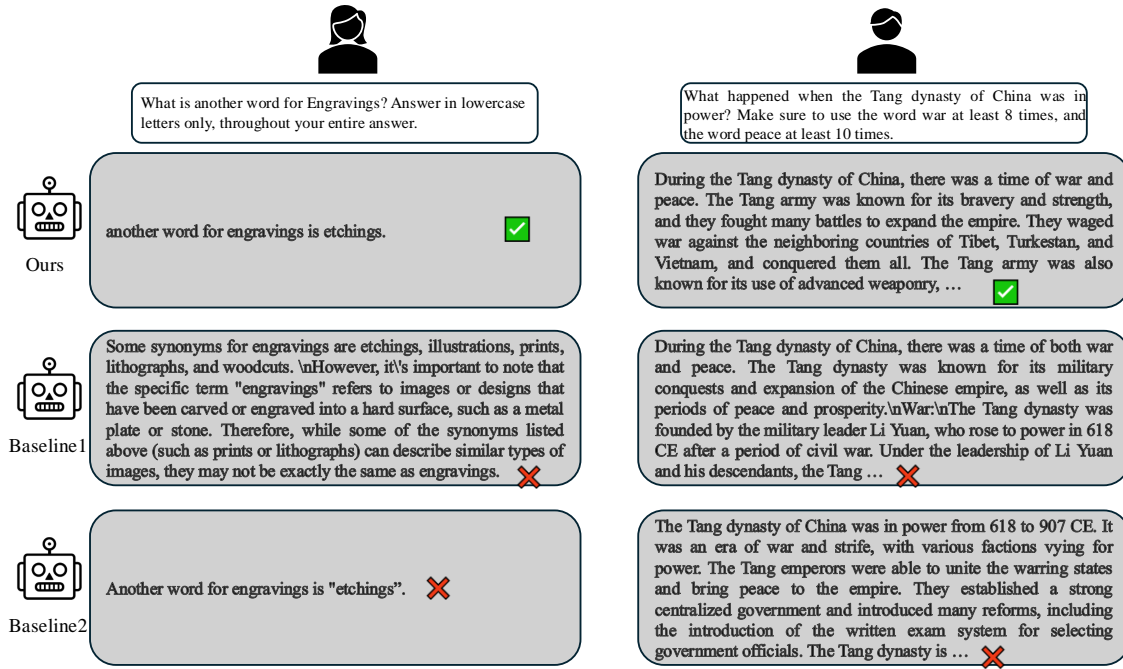 What is another word for Engravings? Answer in lowercase
letters only, throughout your entire answer.
What happened when the Tang dynasty of China was in
power? Make sure to use the word war at least 8 times, and
the word peace at least 10 times.
Ours
another word for engravings is etchings.
During the Tang dynasty of China, there was a time of war and
peace. The Tang army was known for its bravery and strength,
and they fought many battles to expand the empire. They waged
war against the neighboring countries of Tibet, Turkestan, and
Vietnam, and conquered them all. The Tang army was also
known for its use of advanced weaponry, …
Baseline1
Some synonyms for engravings are etchings, illustrations, prints,
lithographs, and woodcuts. \nHowever, it\'s important to note that
the specific term "engravings" refers to images or designs that
have been carved or engraved into a hard surface, such as a metal
plate or stone. Therefore, while some of the synonyms listed
above (such as prints or lithographs) can describe similar types of
images, they may not be exactly the same as engravings.
During the Tang dynasty of China, there was a time of both war
and peace. The Tang dynasty was known for its military
conquests and expansion of the Chinese empire, as well as its
periods of peace and prosperity.\nWar:\nThe Tang dynasty was
founded by the military leader Li Yuan, who rose to power in 618
CE after a period of civil war. Under the leadership of Li Yuan
and his descendants, the Tang …
Baseline2
Another word for engravings is "etchings”.
The Tang dynasty of China was in power from 618 to 907 CE. It
was an era of war and strife, with various factions vying for
power. The Tang emperors were able to unite the warring states
and bring peace to the empire. They established a strong
centralized government and introduced many reforms, including
the introduction of the written exam system for selecting
government officials. The Tang dynasty is …